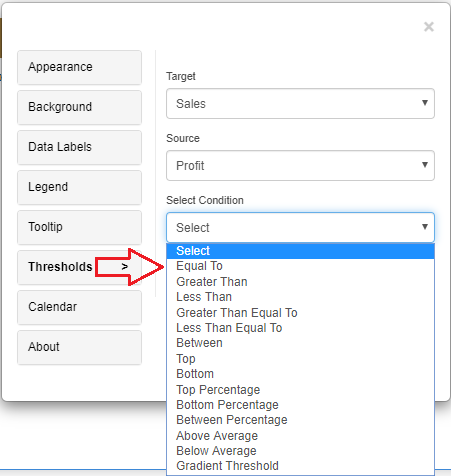 ×
Appearance
Background
Data Labels
Legend
Tooltip
Thresholds >
Calendar
About
Target
Sales
Source
Profit
Select Condition
Select
Select
Equal To
Greater Than
Less Than
Greater Than Equal To
Less Than Equal To
Between
Top
Bottom
Top Percentage
Bottom Percentage
Between Percentage
Above Average
Below Average
Gradient Threshold